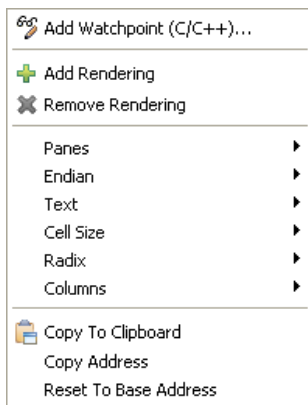 Add Watchpoint (C/C++)...
Add Rendering
Remove Rendering
Panes
Endian
Text
Cell Size
Radix
Columns
Copy To Clipboard
Copy Address
Reset To Base Address